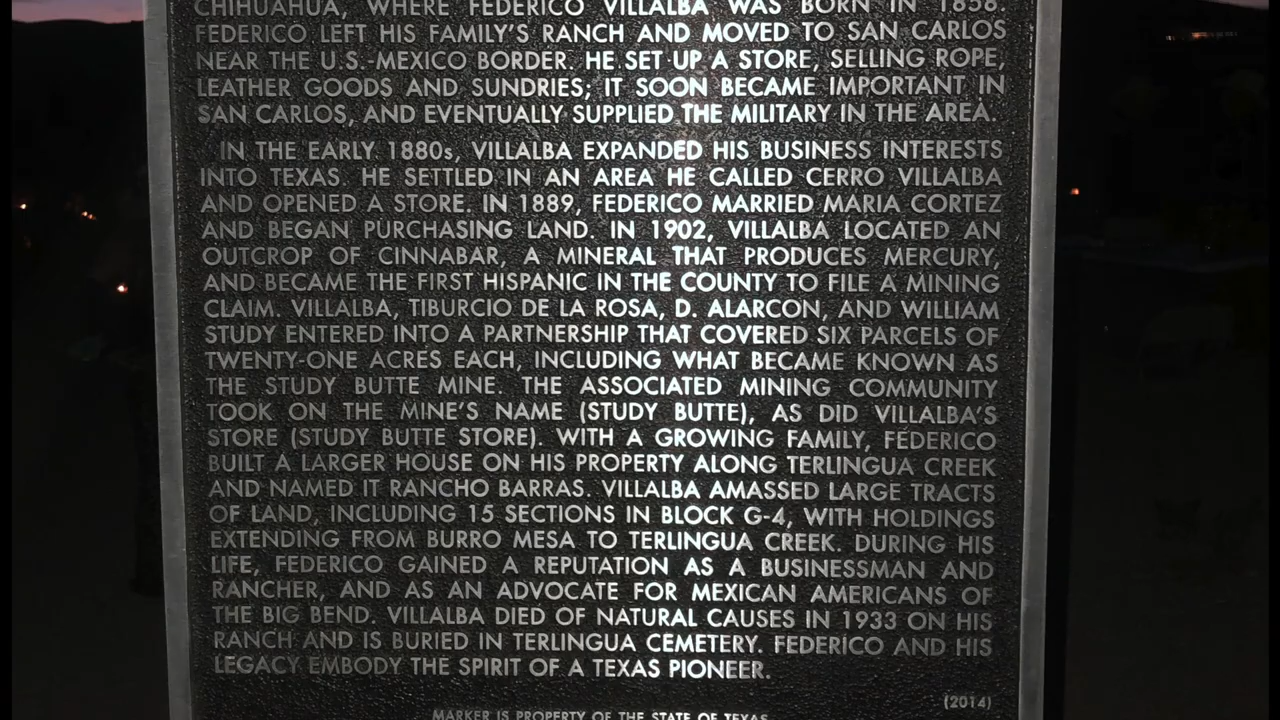 CHIHUAHUA, WHERE FEDERICO VILLALBA WAS BORN IN 1858.
FEDERICO LEFT HIS FAMILY'S RANCH AND MOVED TO SAN CARLOS
NEAR THE U.S.-MEXICO BORDER. HE SET UP A STORE, SELLING ROPE,
LEATHER GOODS AND SUNDRIES; IT SOON BECAME IMPORTANT IN
SAN CARLOS, AND EVENTUALLY SUPPLIED THE MILITARY IN THE AREA.
IN THE EARLY 1880s, VILLALBA EXPANDED HIS BUSINESS INTERESTS
INTO TEXAS. HE SETTLED IN AN AREA HE CALLED CERRO VILLALBA
AND OPENED A STORE. IN 1889, FEDERICO MARRIED MARIA CORTEZ
AND BEGAN PURCHASING LAND. IN 1902, VILLALBA LOCATED AN
OUTCROP OF CINNABAR, A MINERAL THAT PRODUCES MERCURY,
AND BECAME THE FIRST HISPANIC IN THE COUNTY TO FILE A MINING
CLAIM. VILLALBA, TIBURCIO DE LA ROSA, D. ALARCON, AND WILLIAM
STUDY ENTERED INTO A PARTNERSHIP THAT COVERED SIX PARCELS OF
TWENTY-ONE ACRES EACH, INCLUDING WHAT BECAME KNOWN AS
THE STUDY BUTTE MINE. THE ASSOCIATED MINING COMMUNITY
TOOK ON THE MINE'S NAME (STUDY BUTTE), AS DID VILLALBA'S
STORE (STUDY BUTTE STORE). WITH A GROWING FAMILY, FEDERICO
BUILT A LARGER HOUSE ON HIS PROPERTY ALONG TERLINGUA CREEK
AND NAMED IT RANCHO BARRAS. VILLALBA AMASSED LARGE TRACTS
OF LAND, INCLUDING 15 SECTIONS IN BLOCK G-4, WITH HOLDINGS
EXTENDING FROM BURRO MESA TO TERLINGUA CREEK. DURING HIS
LIFE, FEDERICO GAINED A REPUTATION AS A BUSINESSMAN AND
RANCHER, AND AS AN ADVOCATE FOR MEXICAN AMERICANS OF
THE BIG BEND. VILLALBA DIED OF NATURAL CAUSES IN 1933 ON HIS
RANCH AND IS BURIED IN TERLINGUA CEMETERY. FEDERICO AND HIS
LEGACY EMBODY THE SPIRIT OF A TEXAS PIONEER.
(2014)
MARKER IS PROPERTY OF THE STATE OF TEXAS